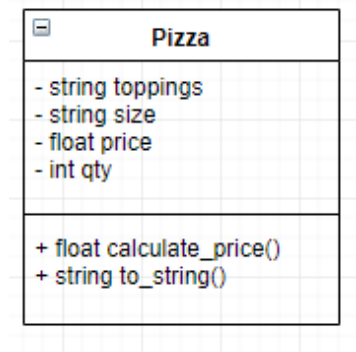 Pizza
- string toppings
- string size
- float price
- int qty
+ float calculate_price()
+ string to_string()